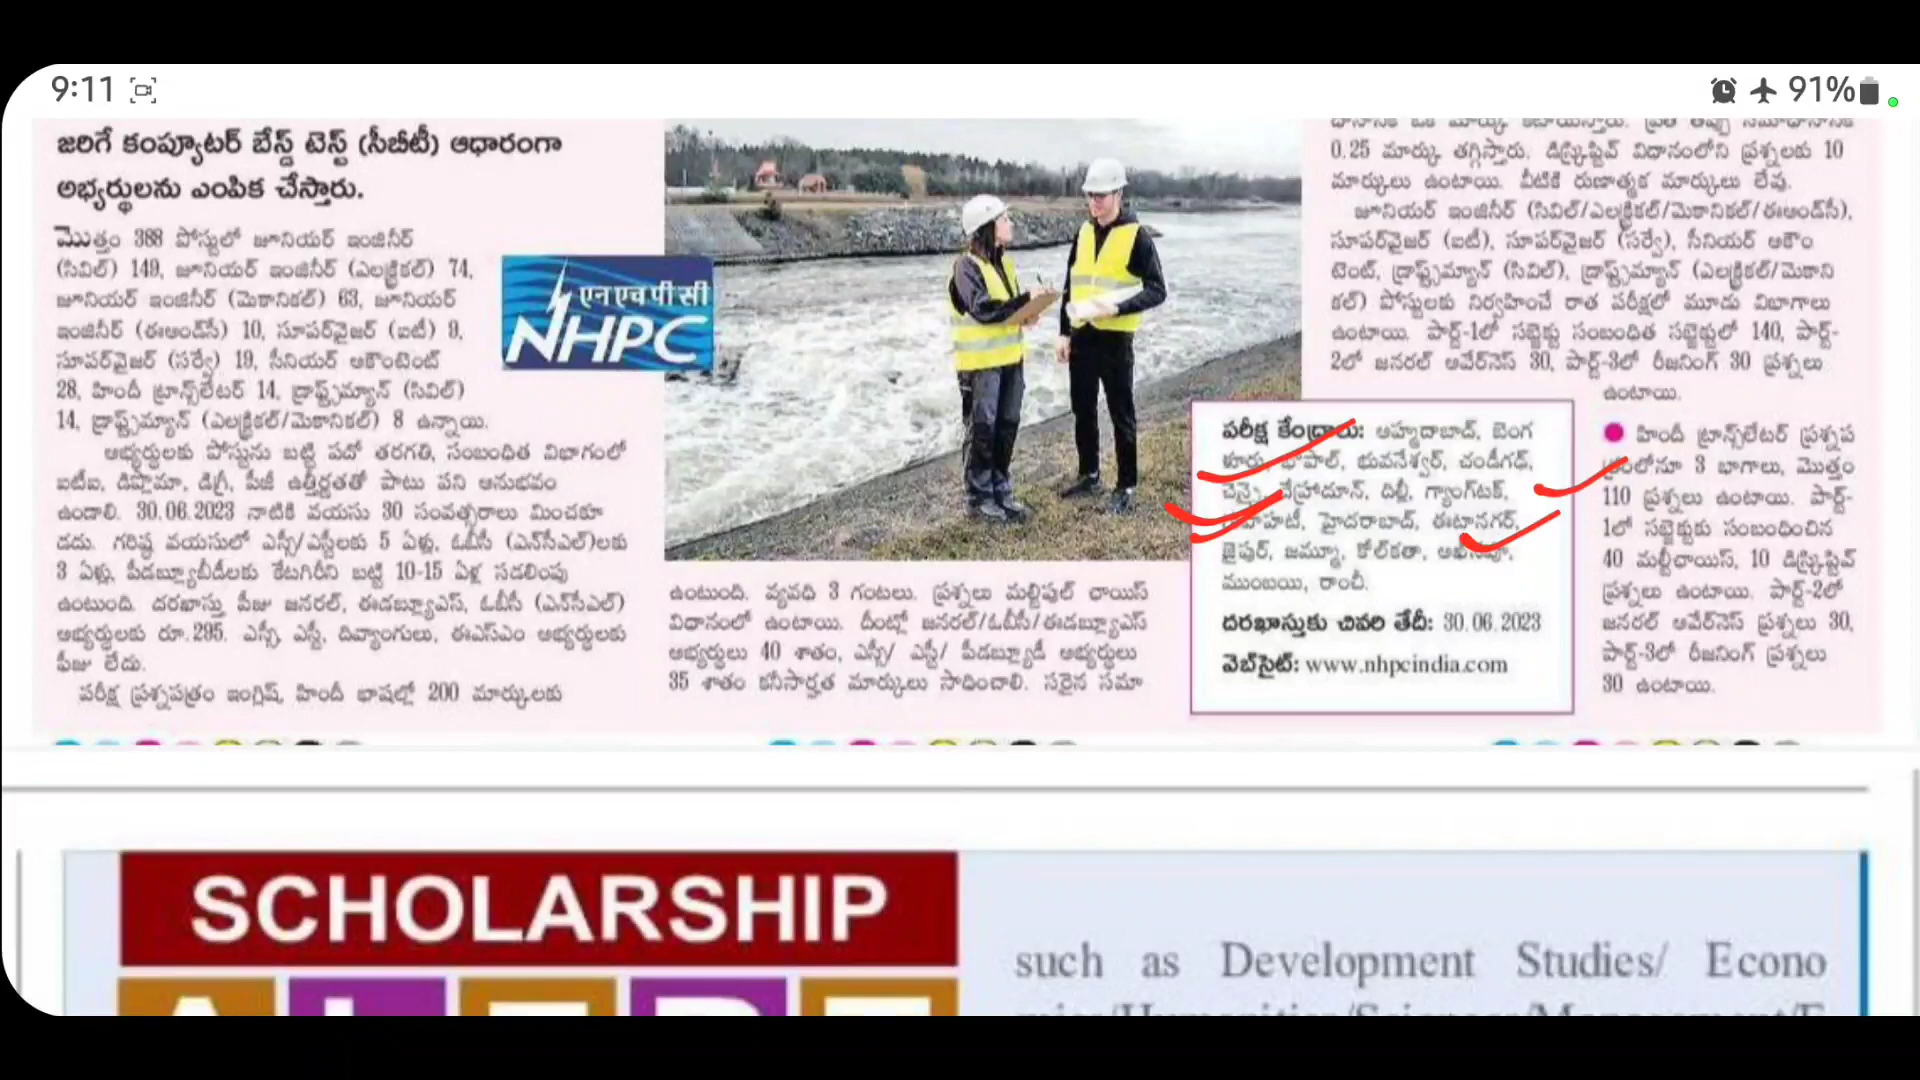 9:11
91%
జరిగే కంప్యూటర్ బేస్డ్ టెస్ట్ (సీబీటీ) ఆధారంగా
అభ్యర్థులను ఎంపిక చేస్తారు.
మొత్తం 388 పోస్టులో జూనియర్ ఇంజినీర్
(సివిల్) 149, జూనియర్ ఇంజినీర్ (ఎలక్ట్రికల్) 74,
జూనియర్ ఇంజినీర్ (మెకానికల్) 63, జూనియర్
ఇంజినీర్ (ఈఅండ్‌సీ) 10, సూపర్‌వైజర్ (ఐటీ) 9,
సూపర్‌వైజర్ (సర్వే) 19, సీనియర్ అకౌంటెంట్
28, హిందీ ట్రాన్స్‌లేటర్ 14, డ్రాఫ్ట్స్‌మ్యాన్ (సివిల్)
14, డ్రాఫ్ట్స్‌మ్యాన్ (ఎలక్ట్రికల్/మెకానికల్) 8 ఉన్నాయి.
అభ్యర్థులకు పోస్టును బట్టి పదో తరగతి, సంబంధిత విభాగంలో
ఐటీఐ, డిప్లొమా, డిగ్రీ, పీజీ ఉత్తీర్ణతతో పాటు పని అనుభవం
ఉండాలి. 30.06.2023 నాటికి వయసు 30 సంవత్సరాలు మించకూ
డదు. గరిష్ఠ వయసులో ఎస్సీ/ఎస్టీలకు 5 ఏళ్లు, ఓబీసీ (ఎన్‌సీఎల్)లకు
3 ఏళ్లు, పీడబ్ల్యూబీడీలకు కేటగిరీని బట్టి 10-15 ఏళ్ల సడలింపు
ఉంటుంది. దరఖాస్తు ఫీజు జనరల్, ఈడబ్ల్యూఎస్, ఓబీసీ (ఎన్‌సీఎల్)
అభ్యర్థులకు రూ.295. ఎస్సీ, ఎస్టీ, దివ్యాంగులు, ఈఎస్ఎం అభ్యర్థులకు
ఫీజు లేదు.
పరీక్ష ప్రశ్నపత్రం ఇంగ్లిష్, హిందీ భాషల్లో 200 మార్కులకు
एनएचपीसी
NHPC
ఉంటుంది. వ్యవధి 3 గంటలు. ప్రశ్నలు మల్టిపుల్ ఛాయిస్
విధానంలో ఉంటాయి. దీంట్లో జనరల్/ఓబీసీ/ఈడబ్ల్యూఎస్
అభ్యర్థులు 40 శాతం, ఎస్సీ/ ఎస్టీ/ పీడబ్ల్యూడీ అభ్యర్థులు
35 శాతం కనీసార్హత మార్కులు సాధించాలి. సరైన సమా
0.25 మార్కు తగ్గిస్తారు. డిస్క్రిప్టివ్ విధానంలోని ప్రశ్నలకు 10
మార్కులు ఉంటాయి. వీటికి రుణాత్మక మార్కులు లేవు.
జూనియర్ ఇంజినీర్ (సివిల్/ఎలక్ట్రికల్/మెకానికల్/ఈఅండ్‌సీ),
సూపర్‌వైజర్ (ఐటీ), సూపర్‌వైజర్ (సర్వే), సీనియర్ అకౌం
టెంట్, డ్రాఫ్ట్స్‌మ్యాన్ (సివిల్), డ్రాఫ్ట్స్‌మ్యాన్ (ఎలక్ట్రికల్/మెకాని
కల్) పోస్టులకు నిర్వహించే రాత పరీక్షలో మూడు విభాగాలు
ఉంటాయి. పార్ట్-1లో సబ్జెక్టు సంబంధిత సబ్జెక్టులో 140, పార్ట్-
2లో జనరల్ అవేర్‌నెస్ 30, పార్ట్-3లో రీజనింగ్ 30 ప్రశ్నలు
ఉంటాయి.
హిందీ ట్రాన్స్‌లేటర్ ప్రశ్నప
త్రంలోనూ 3 భాగాలు, మొత్తం
110 ప్రశ్నలు ఉంటాయి. పార్ట్-
1లో సబ్జెక్టుకు సంబంధించిన
40 మల్టీఛాయిస్, 10 డిస్క్రిప్టివ్
ప్రశ్నలు ఉంటాయి. పార్ట్-2లో
జనరల్ అవేర్‌నెస్ ప్రశ్నలు 30,
పార్ట్-3లో రీజనింగ్ ప్రశ్నలు
30 ఉంటాయి.
పరీక్ష కేంద్రాలు: అహ్మదాబాద్, బెంగ
ళూరు, భోపాల్, భువనేశ్వర్, చండీగఢ్,
చెన్నై, దేహ్రాదూన్, దిల్లీ, గ్యాంగ్‌టక్,
గువాహటీ, హైదరాబాద్, ఈటానగర్,
జైపుర్, జమ్మూ, కోల్‌కతా,
ముంబయి, రాంచీ.
దరఖాస్తుకు చివరి తేదీ: 30.06.2023
వెబ్‌సైట్: www.nhpcindia.com
SCHOLARSHIP
such as Development Studies/ Econo